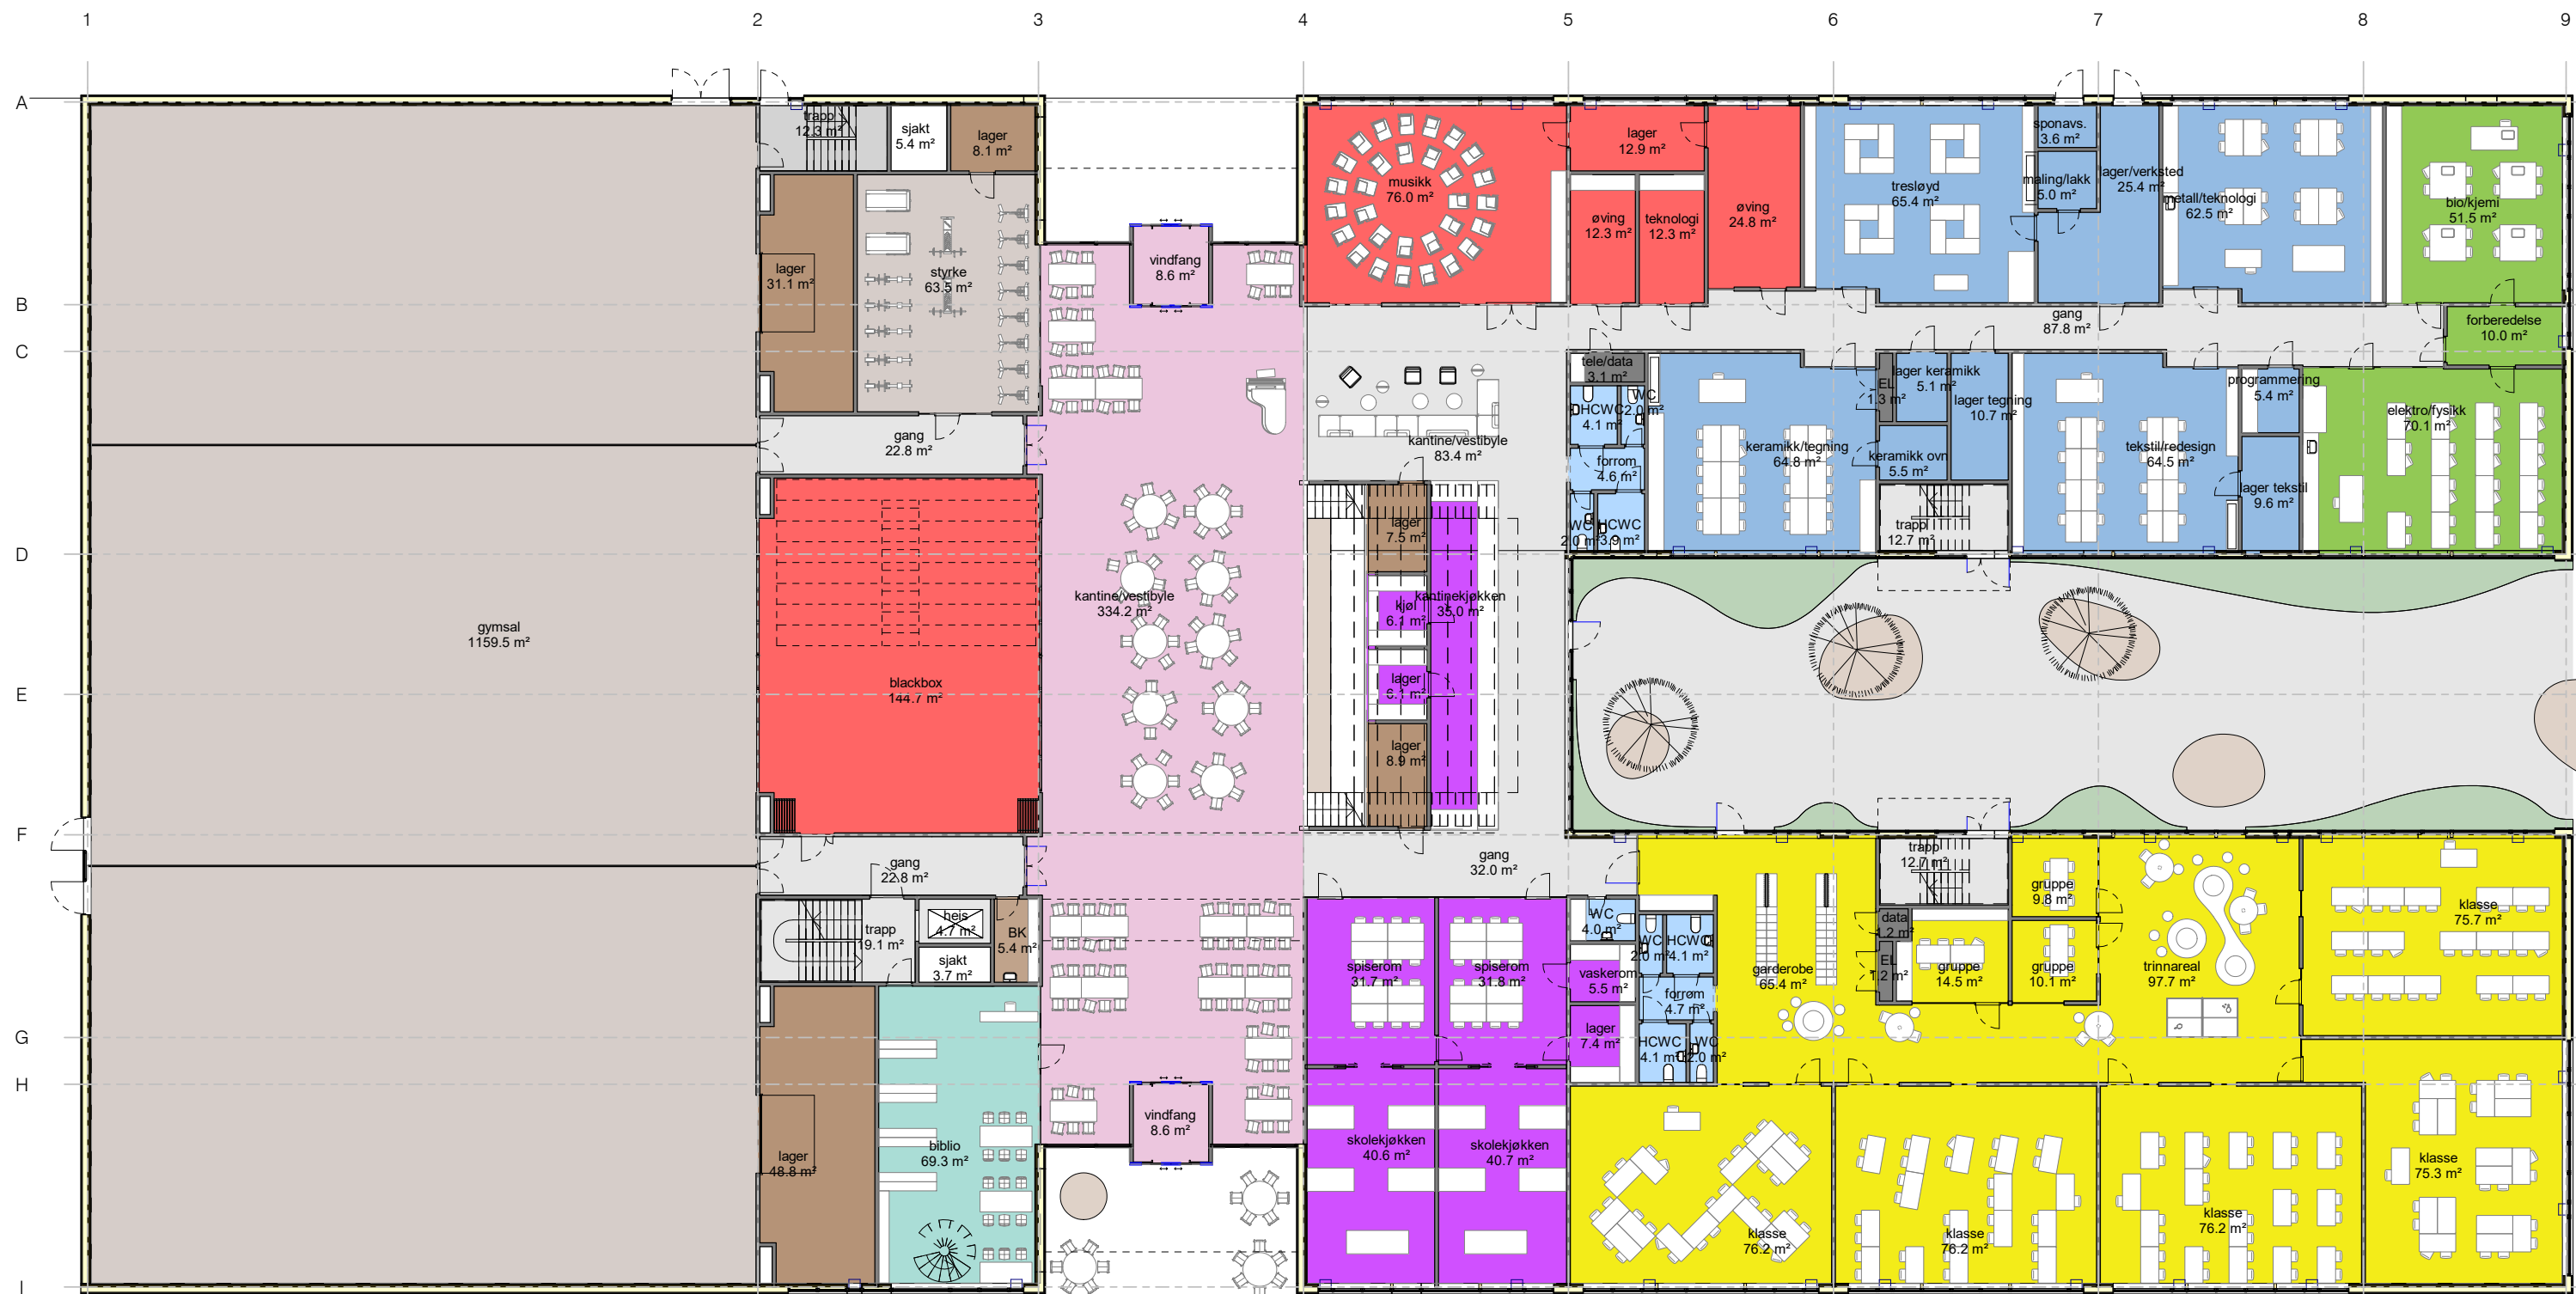 1 2 3 4 5 6 7 8 9
A
B
C
D
E
F
G
H
I
gymsal
1159.5 m²
trapp
12.3 m²
sjakt
5.4 m²
lager
8.1 m²
lager
31.1 m²
styrke
63.5 m²
gang
22.8 m²
blackbox
144.7 m²
gang
22.8 m²
trapp
19.1 m²
heis
4.7 m²
sjakt
3.7 m²
BK
5.4 m²
lager
48.8 m²
biblio
69.3 m²
vindfang
8.6 m²
kantine/vestibyle
334.2 m²
vindfang
8.6 m²
musikk
76.0 m²
lager
12.9 m²
øving
12.3 m²
teknologi
12.3 m²
øving
24.8 m²
tresløyd
65.4 m²
sponavs.
3.6 m²
maling/lakk
5.0 m²
lager/verksted
25.4 m²
metall/teknologi
62.5 m²
bio/kjemi
51.5 m²
gang
87.8 m²
forberedelse
10.0 m²
kantine/vestibyle
83.4 m²
tele/data
3.1 m²
HCWC
4.1 m²
WC
2.0 m²
forrom
4.6 m²
WC
2.0 m²
HCWC
3.9 m²
keramikk/tegning
64.8 m²
EL
1.3 m²
lager keramikk
5.1 m²
lager tegning
10.7 m²
keramikk ovn
5.5 m²
trapp
12.7 m²
tekstil/redesign
64.5 m²
programmering
5.4 m²
lager tekstil
9.6 m²
elektro/fysikk
70.1 m²
lager
7.5 m²
kjøl
6.1 m²
kantinekjøkken
35.0 m²
lager
6.1 m²
lager
8.9 m²
gang
32.0 m²
spiserom
31.7 m²
spiserom
31.8 m²
skolekjøkken
40.6 m²
skolekjøkken
40.7 m²
WC
4.0 m²
vaskerom
5.5 m²
lager
7.4 m²
WC
2.0 m²
HCWC
4.1 m²
forrom
4.7 m²
HCWC
4.1 m²
WC
2.0 m²
garderobe
65.4 m²
trapp
12.7 m²
data
1.2 m²
EL
1.2 m²
gruppe
14.5 m²
gruppe
9.8 m²
gruppe
10.1 m²
trinnareal
97.7 m²
klasse
75.7 m²
klasse
75.3 m²
klasse
76.2 m²
klasse
76.2 m²
klasse
76.2 m²